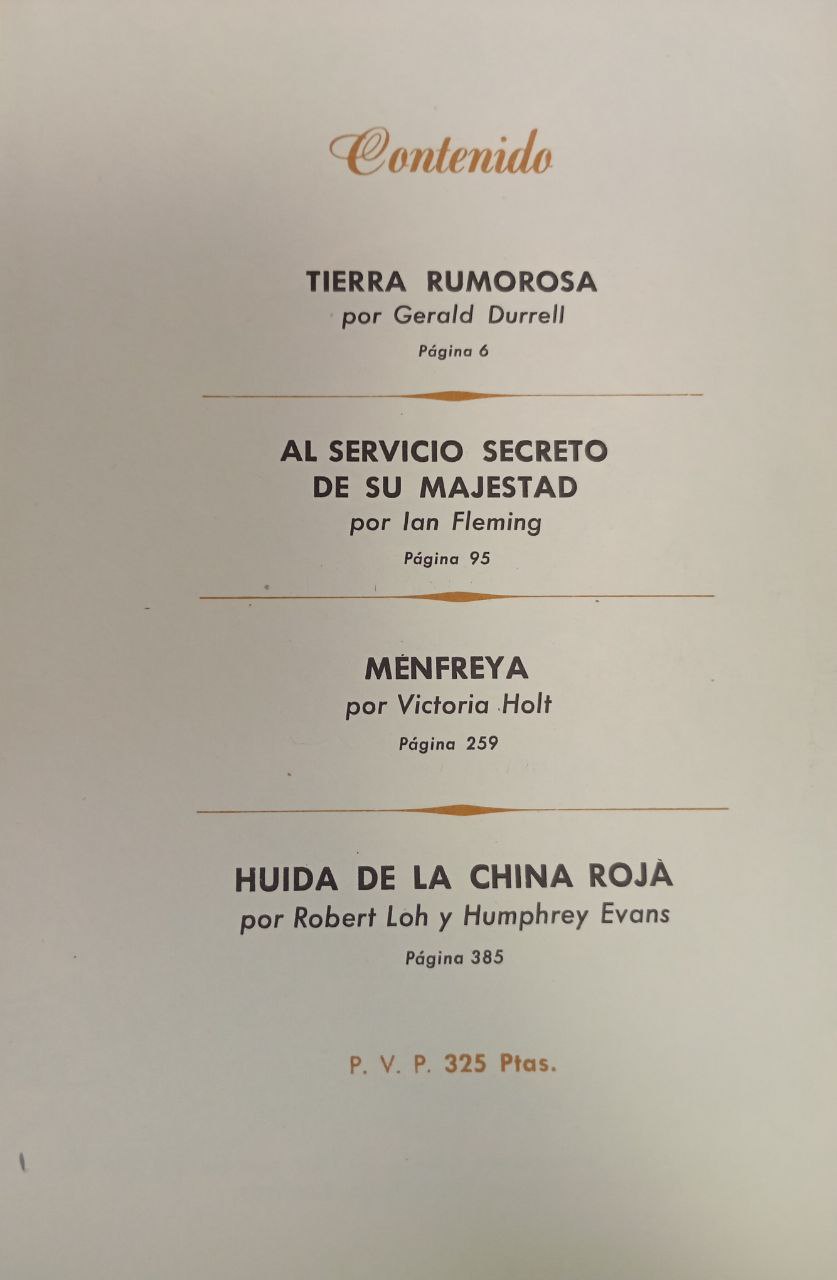 Contenido
TIERRA RUMOROSA
por Gerald Durrell
Página 6
AL SERVICIO SECRETO
DE SU MAJESTAD
por Ian Fleming
Página 95
MENFREYA
por Victoria Holt
Página 259
HUIDA DE LA CHINA ROJA
por Robert Loh y Humphrey Evans
Página 385
P. V. P. 325 Ptas.